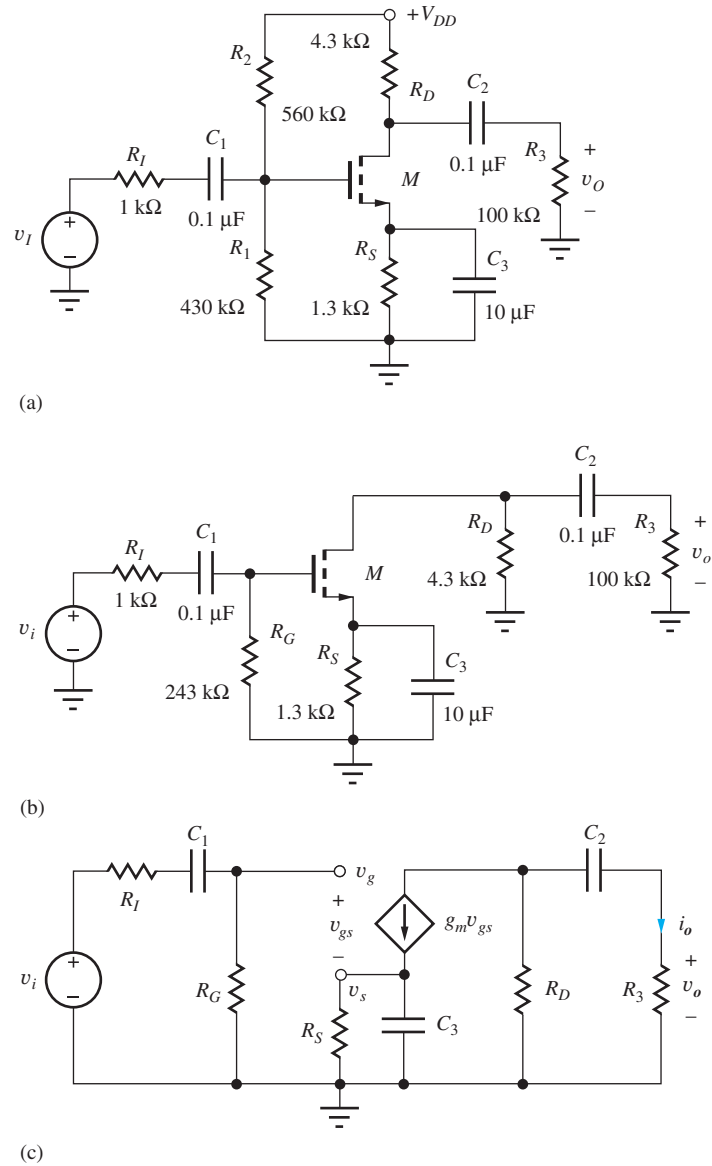 +V_DD
R_2
4.3 kΩ
R_D
C_2
560 kΩ
C_1
R_I
0.1 μF
R_3
+
M
v_O
1 kΩ
0.1 μF
−
+
v_I
−
R_1
R_S
100 kΩ
C_3
430 kΩ
1.3 kΩ
10 μF
(a)
C_2
C_1
R_D
0.1 μF
R_3
+
R_I
M
v_o
1 kΩ
0.1 μF
4.3 kΩ
100 kΩ
−
+
v_i
−
R_G
R_S
C_3
243 kΩ
1.3 kΩ
10 μF
(b)
C_1
C_2
R_I
v_g
+
v_gs
−
g_m v_gs
i_o
+
v_i
−
R_G
v_s
R_D
R_3
+
v_o
−
R_S
C_3
(c)